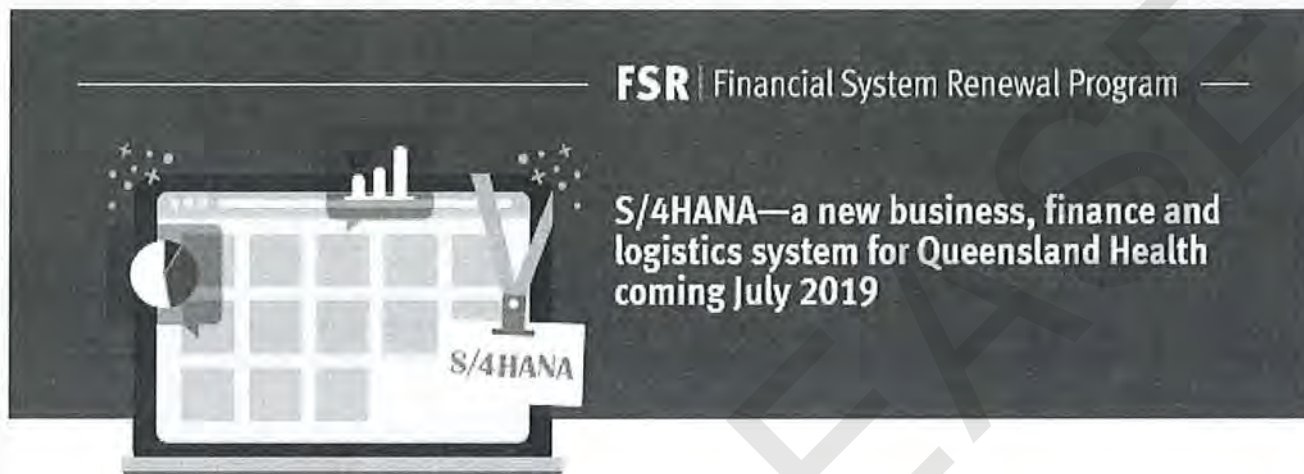 FSR | Financial System Renewal Program
S/4HANA—a new business, finance and
logistics system for Queensland Health
coming July 2019
S/4HANA